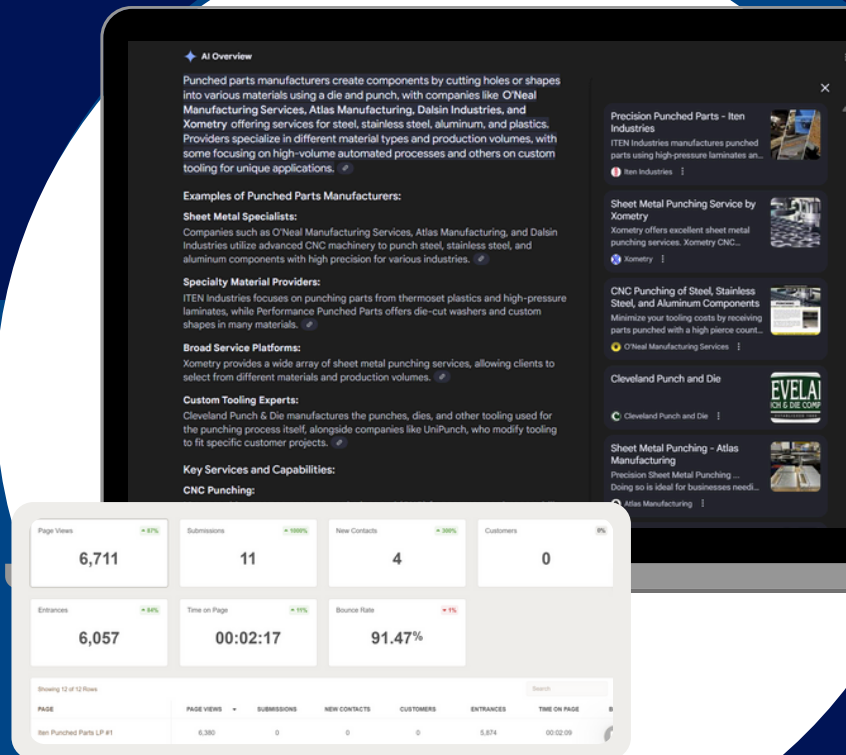 AI Overview
Punched parts manufacturers create components by cutting holes or shapes
into various materials using a die and punch, with companies like O'Neal
Manufacturing Services, Atlas Manufacturing, Dalsin Industries, and
Xometry offering services for steel, stainless steel, aluminum, and plastics.
Providers specialize in different material types and production volumes, with
some focusing on high-volume automated processes and others on custom
tooling for unique applications.
Examples of Punched Parts Manufacturers:
Sheet Metal Specialists:
Companies such as O'Neal Manufacturing Services, Atlas Manufacturing, and Dalsin
Industries utilize advanced CNC machinery to punch steel, stainless steel, and
aluminum components with high precision for various industries.
Specialty Material Providers:
ITEN Industries focuses on punching parts from thermoset plastics and high-pressure
laminates, while Performance Punched Parts offers die-cut washers and custom
shapes in many materials.
Broad Service Platforms:
Xometry provides a wide array of sheet metal punching services, allowing clients to
select from different materials and production volumes.
Custom Tooling Experts:
Cleveland Punch & Die manufactures the punches, dies, and other tooling used for
the punching process itself, alongside companies like UniPunch, who modify tooling
to fit specific customer projects.
Key Services and Capabilities:
CNC Punching:
Precision Punched Parts - Iten
Industries
ITEN Industries manufactures punched
parts using high-pressure laminates an...
Iten Industries
Sheet Metal Punching Service by
Xometry
Xometry offers excellent sheet metal
punching services. Xometry CNC...
Xometry
CNC Punching of Steel, Stainless
Steel, and Aluminum Components
Minimize your tooling costs by receiving
parts punched with a high pierce count...
O'Neal Manufacturing Services
Cleveland Punch and Die
EVELA
CH & DIE COMP
Cleveland Punch and Die
Sheet Metal Punching - Atlas
Manufacturing
Precision Sheet Metal Punching ...
Doing so is ideal for businesses needi...
Atlas Manufacturing
Page Views 87%
6,711
Submissions 1000%
11
New Contacts 300%
4
Customers 0%
0
Entrances 84%
6,057
Time on Page 11%
00:02:17
Bounce Rate 1%
91.47%
Showing 12 of 12 Rows
Search
PAGE PAGE VIEWS SUBMISSIONS NEW CONTACTS CUSTOMERS ENTRANCES TIME ON PAGE B
Iten Punched Parts LP #1 6,380 0 0 0 5,874 00:02:09